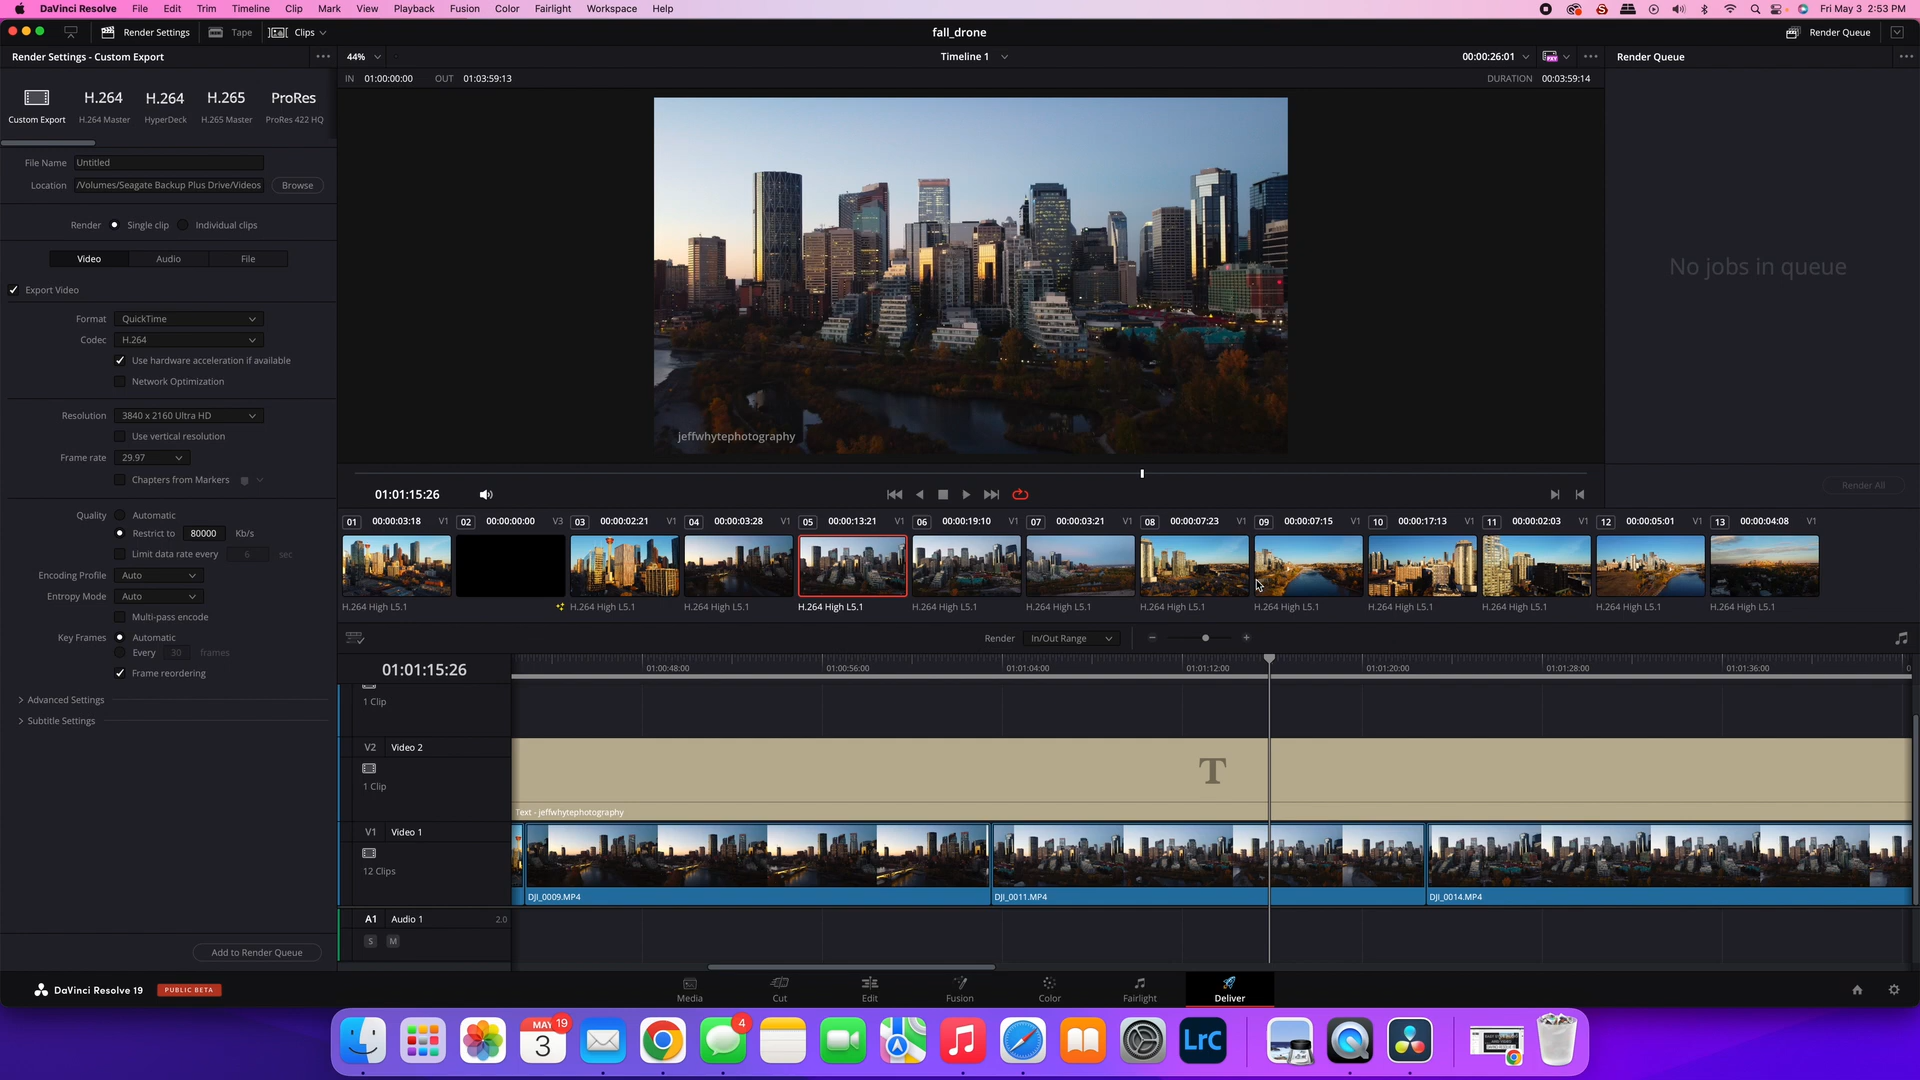 DaVinci Resolve File Edit Trim Timeline Clip Mark View Playback Fusion Color Fairlight Workspace Help Fri May 3 2:53 PM
Render Settings Tape Clips fall_drone Render Queue
Render Settings - Custom Export 44% Timeline 1 00:00:26:01 Render Queue
IN 01:00:00:00 OUT 01:03:59:13 DURATION 00:03:59:14
H.264 H.264 H.265 ProRes
Custom Export H.264 Master HyperDeck H.265 Master ProRes 422 HQ
File Name Untitled
Location /Volumes/Seagate Backup Plus Drive/Videos Browse
Render Single clip Individual clips
Video Audio File
Export Video
Format QuickTime
Codec H.264
Use hardware acceleration if available
Network Optimization
Resolution 3840 x 2160 Ultra HD
Use vertical resolution
Frame rate 29.97
Chapters from Markers
Quality Automatic
Restrict to 80000 Kb/s
Limit data rate every 6 sec
Encoding Profile Auto
Entropy Mode Auto
Multi-pass encode
Key Frames Automatic
Every 30 frames
Frame reordering
Advanced Settings
Subtitle Settings
Add to Render Queue
jeffwhytephotography
No jobs in queue
Render All
01:01:15:26
01 00:00:03:18 V1 02 00:00:00:00 V3 03 00:00:02:21 V1 04 00:00:03:28 V1 05 00:00:13:21 V1 06 00:00:19:10 V1 07 00:00:03:21 V1 08 00:00:07:23 V1 09 00:00:07:15 V1 10 00:00:17:13 V1 11 00:00:02:03 V1 12 00:00:05:01 V1 13 00:00:04:08 V1
H.264 High L5.1 H.264 High L5.1 H.264 High L5.1 H.264 High L5.1 H.264 High L5.1 H.264 High L5.1 H.264 High L5.1 H.264 High L5.1 H.264 High L5.1 H.264 High L5.1 H.264 High L5.1 H.264 High L5.1
Render In/Out Range
01:01:15:26 01:00:48:00 01:00:56:00 01:01:04:00 01:01:12:00 01:01:20:00 01:01:28:00 01:01:36:00
1 Clip
V2 Video 2
T
1 Clip
Text - jeffwhytephotography
V1 Video 1
12 Clips
DJI_0009.MP4 DJI_0011.MP4 DJI_0014.MP4
A1 Audio 1 2.0
S M
DaVinci Resolve 19 PUBLIC BETA
Media Cut Edit Fusion Color Fairlight Deliver
MAY 19
3
4
LrC